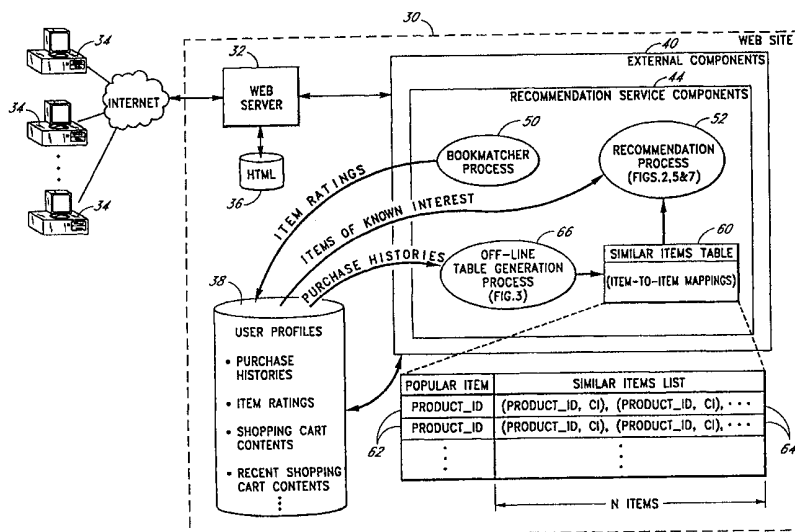 30
WEB SITE
34
34
34
INTERNET
32
WEB
SERVER
HTML
36
40
EXTERNAL COMPONENTS
44
RECOMMENDATION SERVICE COMPONENTS
50
BOOKMATCHER
PROCESS
52
RECOMMENDATION
PROCESS
(FIGS.2,5&7)
ITEM RATINGS
ITEMS OF KNOWN INTEREST
PURCHASE HISTORIES
66
OFF-LINE
TABLE GENERATION
PROCESS
(FIG.3)
60
SIMILAR ITEMS TABLE
(ITEM-TO-ITEM MAPPINGS)
38
USER PROFILES
• PURCHASE
HISTORIES
• ITEM RATINGS
• SHOPPING CART
CONTENTS
• RECENT SHOPPING
CART CONTENTS
POPULAR ITEM SIMILAR ITEMS LIST
PRODUCT_ID (PRODUCT_ID, CI), (PRODUCT_ID, CI), ···
PRODUCT_ID (PRODUCT_ID, CI), (PRODUCT_ID, CI), ···
62
64
N ITEMS